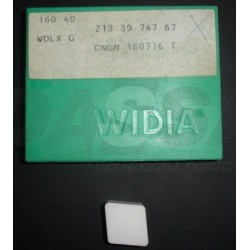 160 40
213 39 747 67
WDLX G
CNGN 160716 T
WIDIA